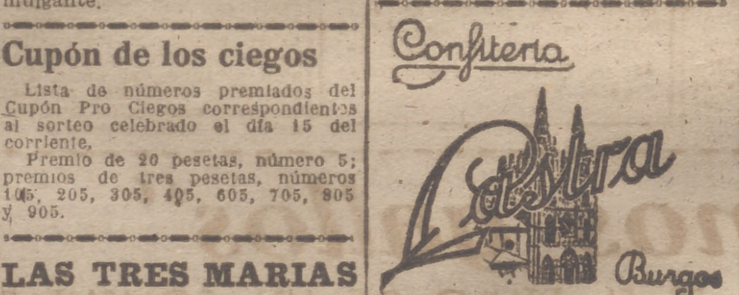 Cupón de los ciegos
Lista de números premiados del
Cupón Pro Ciegos correspondientes
al sorteo celebrado el día 15 del
corriente,
Premio de 20 pesetas, número 5;
premios de tres pesetas, números
105, 205, 305, 405, 605, 705, 805
y 905.
LAS TRES MARIAS
Confiteria
Lastra
Burgos